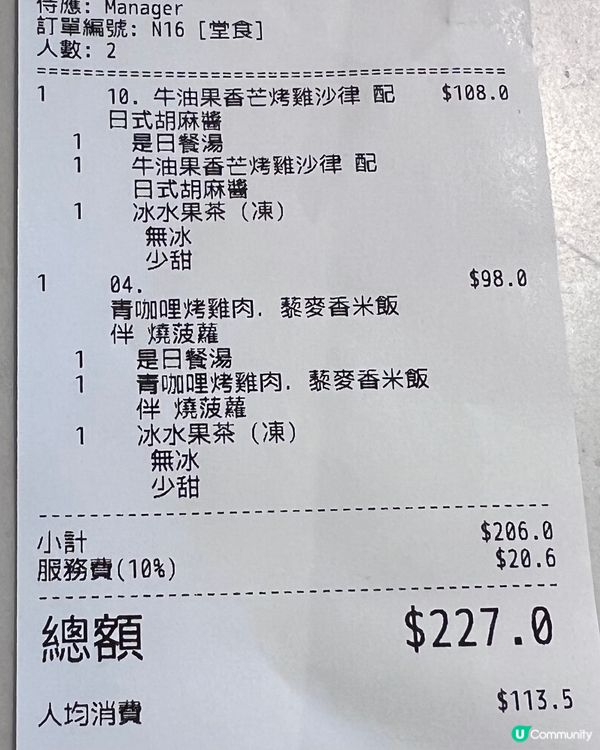 侍應: Manager
訂單編號: N16 [堂食]
人數: 2
1 10. 牛油果香芒烤雞沙律 配 $108.0
日式胡麻醬
1 是日餐湯
1 牛油果香芒烤雞沙律 配
日式胡麻醬
1 冰水果茶 (凍)
無冰
少甜
1 04. $98.0
青咖哩烤雞肉. 藜麥香米飯
伴 燒菠蘿
1 是日餐湯
1 青咖哩烤雞肉. 藜麥香米飯
伴 燒菠蘿
1 冰水果茶 (凍)
無冰
少甜
小計 $206.0
服務費(10%) $20.6
總額 $227.0
人均消費 $113.5
U Community